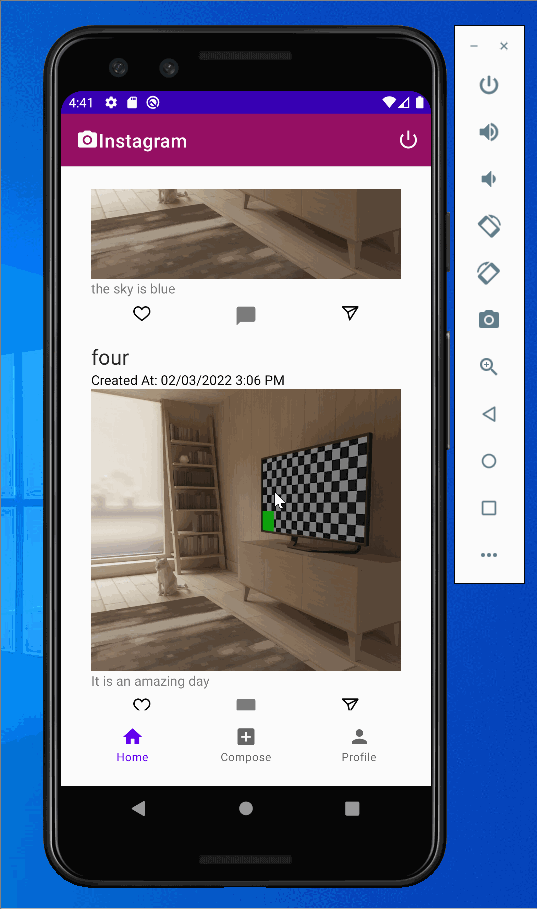 4:41
Instagram
the sky is blue
four
Created At: 02/03/2022 3:06 PM
It is an amazing day
Home
Compose
Profile